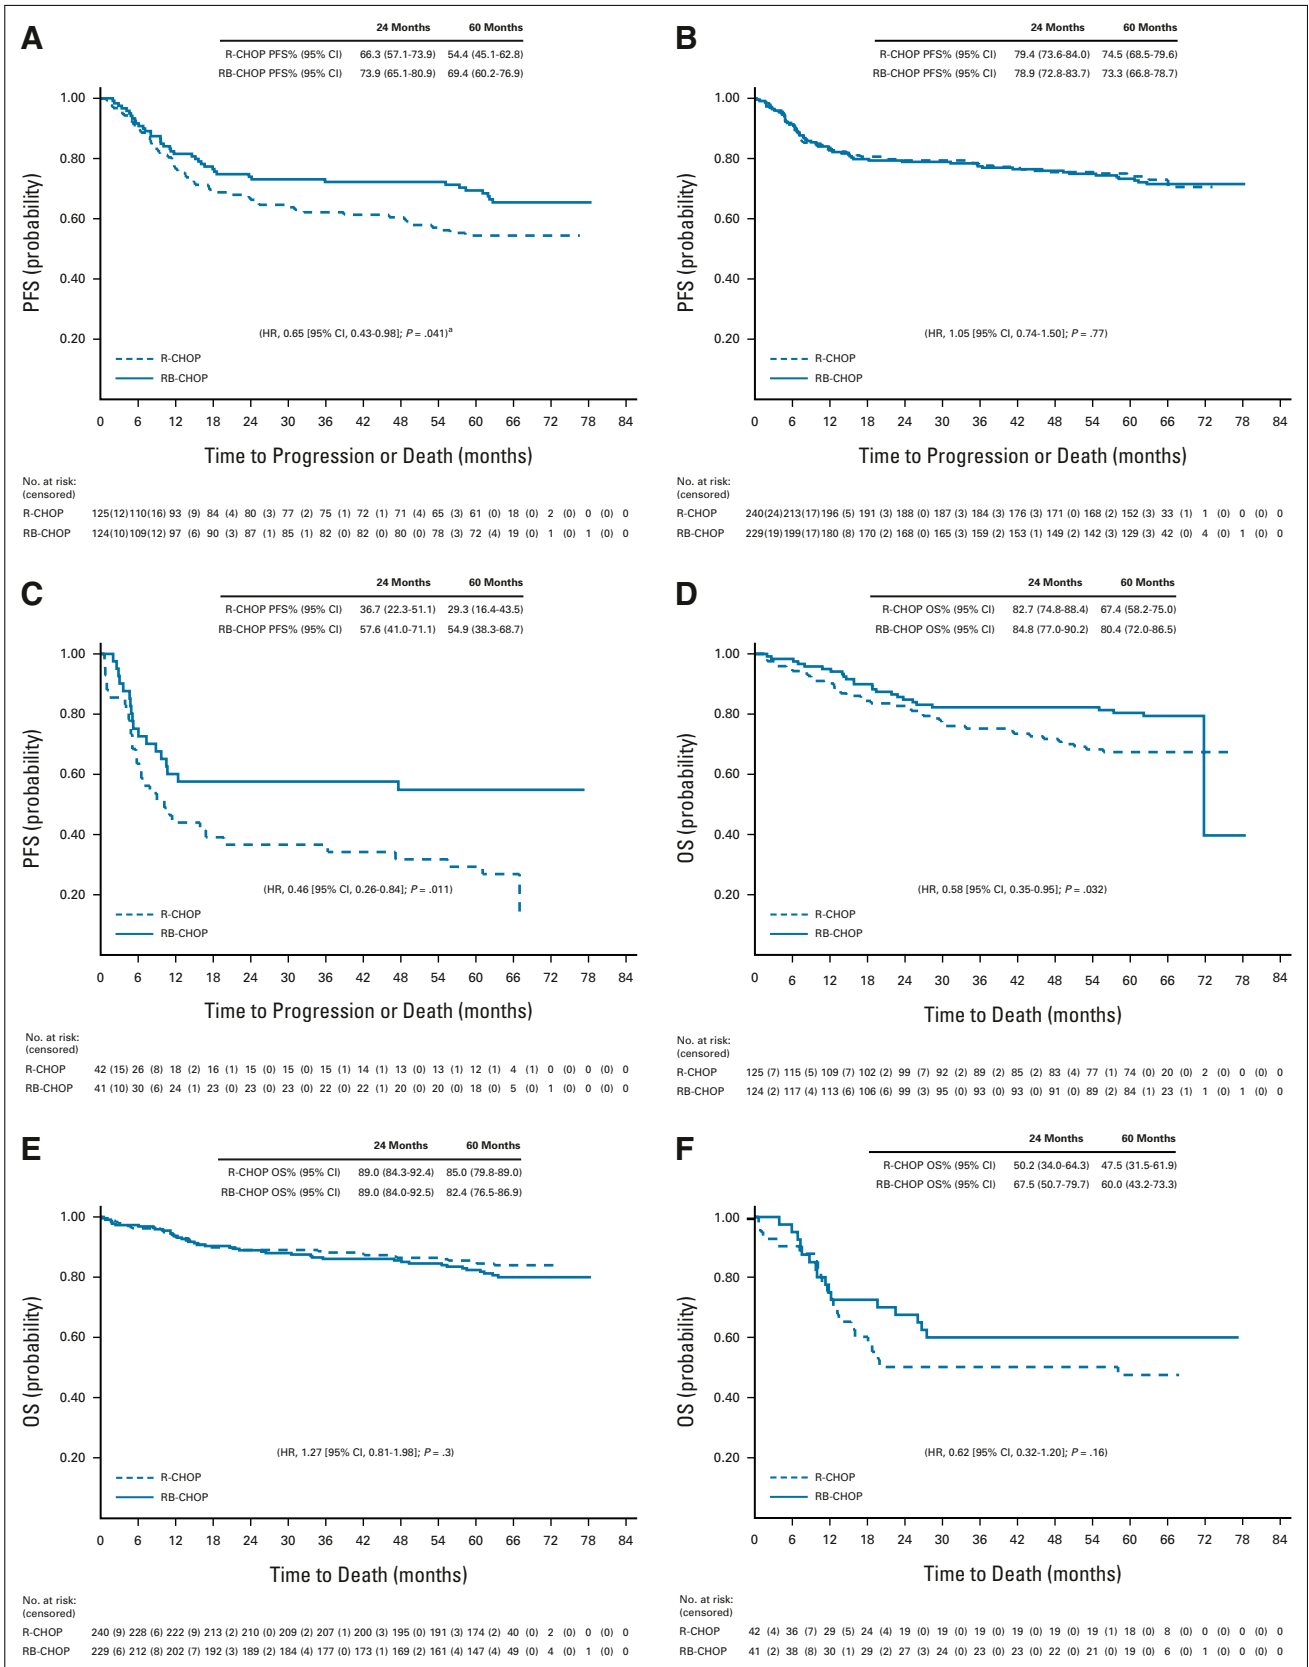 A
24 Months 60 Months
R-CHOP PFS% (95% CI) 66.3 (57.1-73.9) 54.4 (45.1-62.8)
RB-CHOP PFS% (95% CI) 73.9 (65.1-80.9) 69.4 (60.2-76.9)
1.00
0.80
0.60
0.40
0.20
PFS (probability)
(HR, 0.65 [95% CI, 0.43-0.98]; P = .041)a
R-CHOP
RB-CHOP
0 6 12 18 24 30 36 42 48 54 60 66 72 78 84
Time to Progression or Death (months)
No. at risk:
(censored)
R-CHOP 125(12)110(16) 93 (9) 84 (4) 80 (3) 77 (2) 75 (1) 72 (1) 71 (4) 65 (3) 61 (0) 18 (0) 2 (0) 0 (0) 0
RB-CHOP 124(10)109(12) 97 (6) 90 (3) 87 (1) 85 (1) 82 (0) 82 (0) 80 (0) 78 (3) 72 (4) 19 (0) 1 (0) 1 (0) 0
B
24 Months 60 Months
R-CHOP PFS% (95% CI) 79.4 (73.6-84.0) 74.5 (68.5-79.6)
RB-CHOP PFS% (95% CI) 78.9 (72.8-83.7) 73.3 (66.8-78.7)
1.00
0.80
0.60
0.40
0.20
PFS (probability)
(HR, 1.05 [95% CI, 0.74-1.50]; P = .77)
R-CHOP
RB-CHOP
0 6 12 18 24 30 36 42 48 54 60 66 72 78 84
Time to Progression or Death (months)
No. at risk:
(censored)
R-CHOP 240(24)213(17)196 (5) 191 (3) 188 (0) 187 (3) 184 (3) 176 (3) 171 (0) 168 (2) 152 (3) 33 (1) 1 (0) 0 (0) 0
RB-CHOP 229(19)199(17)180 (8) 170 (2) 168 (0) 165 (3) 159 (2) 153 (1) 149 (2) 142 (3) 129 (3) 42 (0) 4 (0) 1 (0) 0
C
24 Months 60 Months
R-CHOP PFS% (95% CI) 36.7 (22.3-51.1) 29.3 (16.4-43.5)
RB-CHOP PFS% (95% CI) 57.6 (41.0-71.1) 54.9 (38.3-68.7)
1.00
0.80
0.60
0.40
0.20
PFS (probability)
(HR, 0.46 [95% CI, 0.26-0.84]; P = .011)
R-CHOP
RB-CHOP
0 6 12 18 24 30 36 42 48 54 60 66 72 78 84
Time to Progression or Death (months)
No. at risk:
(censored)
R-CHOP 42 (15) 26 (8) 18 (2) 16 (1) 15 (0) 15 (0) 15 (1) 14 (1) 13 (0) 13 (1) 12 (1) 4 (1) 0 (0) 0 (0) 0
RB-CHOP 41 (10) 30 (6) 24 (1) 23 (0) 23 (0) 23 (0) 22 (0) 22 (1) 20 (0) 20 (0) 18 (0) 5 (0) 1 (0) 0 (0) 0
D
24 Months 60 Months
R-CHOP OS% (95% CI) 82.7 (74.8-88.4) 67.4 (58.2-75.0)
RB-CHOP OS% (95% CI) 84.8 (77.0-90.2) 80.4 (72.0-86.5)
1.00
0.80
0.60
0.40
0.20
OS (probability)
(HR, 0.58 [95% CI, 0.35-0.95]; P = .032)
R-CHOP
RB-CHOP
0 6 12 18 24 30 36 42 48 54 60 66 72 78 84
Time to Death (months)
No. at risk:
(censored)
R-CHOP 125 (7) 115 (5) 109 (7) 102 (2) 99 (7) 92 (2) 89 (2) 85 (2) 83 (4) 77 (1) 74 (0) 20 (0) 2 (0) 0 (0) 0
RB-CHOP 124 (2) 117 (4) 113 (6) 106 (6) 99 (3) 95 (0) 93 (0) 93 (0) 91 (0) 89 (2) 84 (1) 23 (1) 1 (0) 1 (0) 0
E
24 Months 60 Months
R-CHOP OS% (95% CI) 89.0 (84.3-92.4) 85.0 (79.8-89.0)
RB-CHOP OS% (95% CI) 89.0 (84.0-92.5) 82.4 (76.5-86.9)
1.00
0.80
0.60
0.40
0.20
OS (probability)
(HR, 1.27 [95% CI, 0.81-1.98]; P = .3)
R-CHOP
RB-CHOP
0 6 12 18 24 30 36 42 48 54 60 66 72 78 84
Time to Death (months)
No. at risk:
(censored)
R-CHOP 240 (9) 228 (6) 222 (9) 213 (2) 210 (0) 209 (2) 207 (1) 200 (3) 195 (0) 191 (3) 174 (2) 40 (0) 2 (0) 0 (0) 0
RB-CHOP 229 (6) 212 (8) 202 (7) 192 (3) 189 (2) 184 (4) 177 (0) 173 (1) 169 (2) 161 (4) 147 (4) 49 (0) 4 (0) 1 (0) 0
F
24 Months 60 Months
R-CHOP OS% (95% CI) 50.2 (34.0-64.3) 47.5 (31.5-61.9)
RB-CHOP OS% (95% CI) 67.5 (50.7-79.7) 60.0 (43.2-73.3)
1.00
0.80
0.60
0.40
0.20
OS (probability)
(HR, 0.62 [95% CI, 0.32-1.20]; P = .16)
R-CHOP
RB-CHOP
0 6 12 18 24 30 36 42 48 54 60 66 72 78 84
Time to Death (months)
No. at risk:
(censored)
R-CHOP 42 (4) 36 (7) 29 (5) 24 (4) 19 (0) 19 (0) 19 (0) 19 (0) 19 (0) 19 (1) 18 (0) 8 (0) 0 (0) 0 (0) 0
RB-CHOP 41 (2) 38 (8) 30 (1) 29 (2) 27 (3) 24 (0) 23 (0) 23 (0) 22 (0) 21 (0) 19 (0) 6 (0) 1 (0) 0 (0) 0